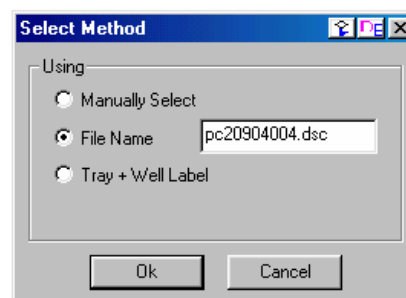 Select Method
Using
Manually Select
File Name pc20904004.dsc
Tray + Well Label
Ok Cancel